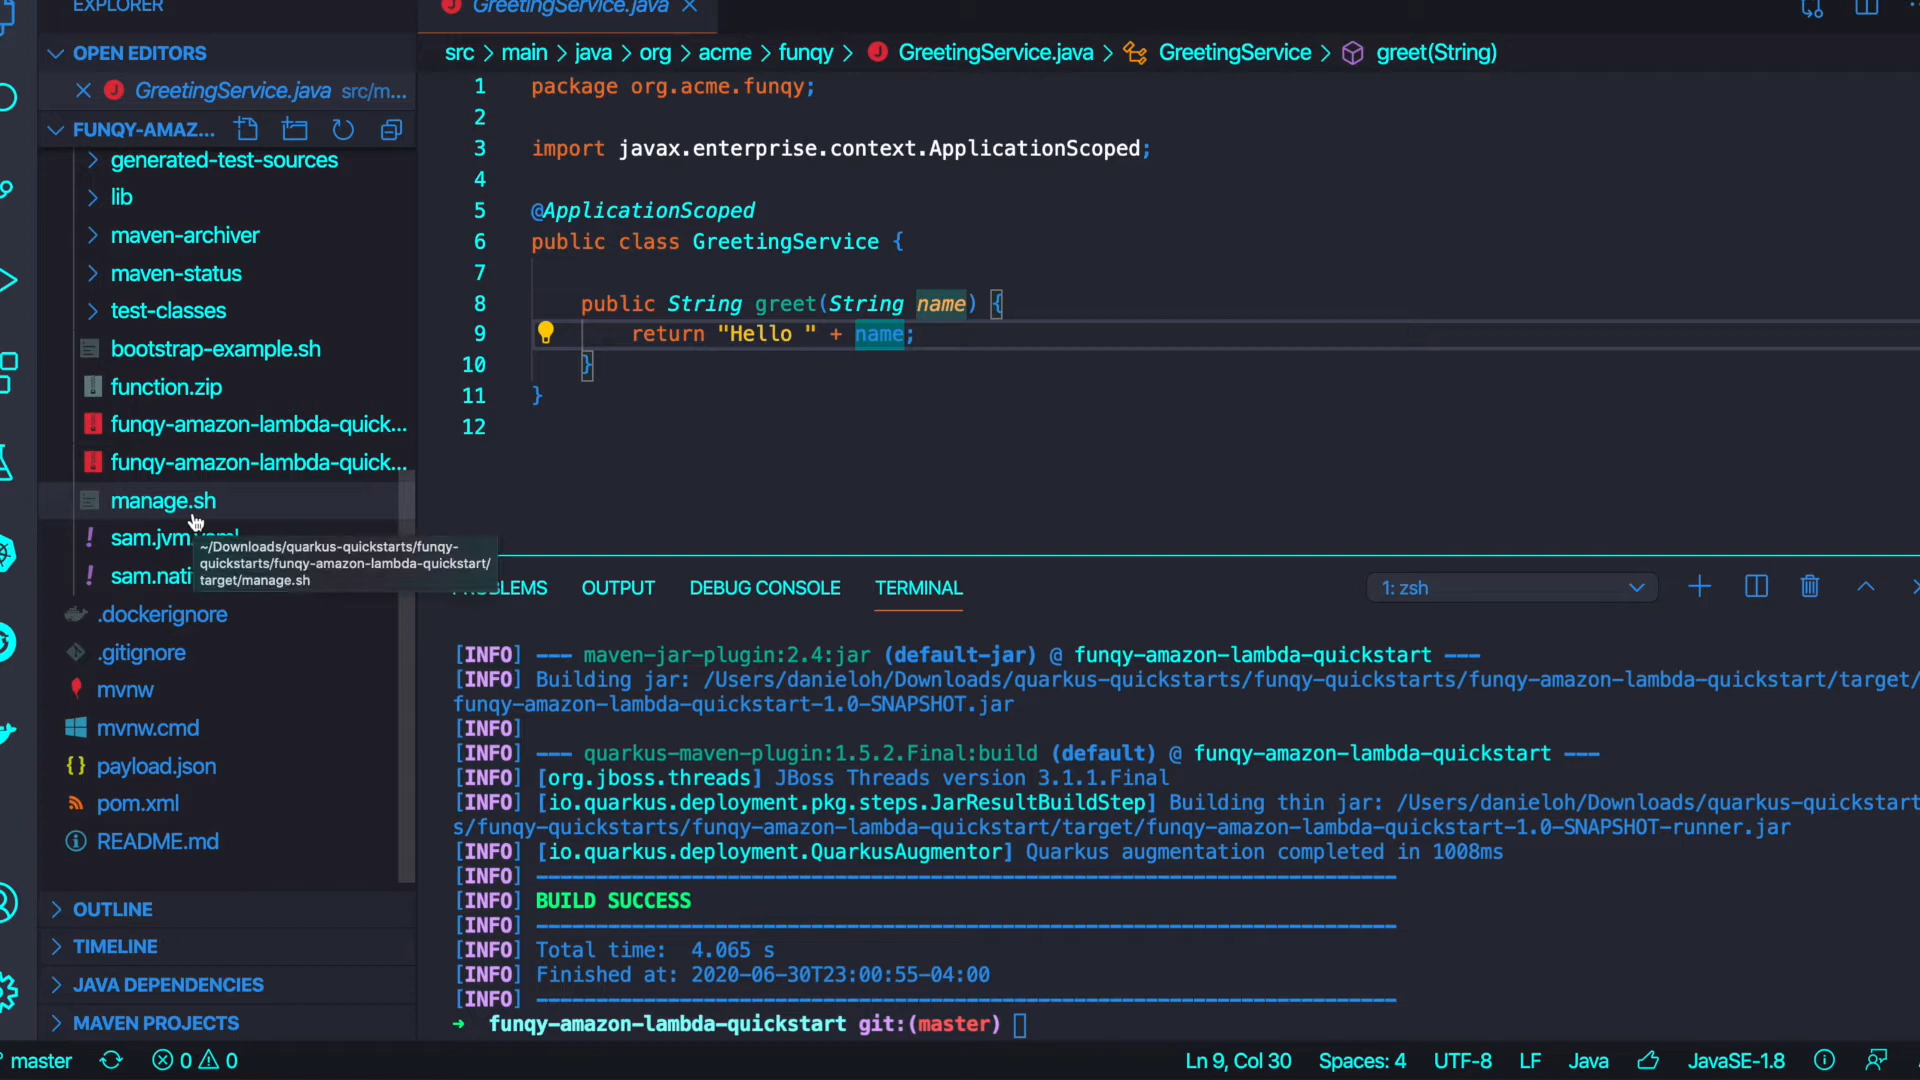 EXPLORER
OPEN EDITORS
GreetingService.java src/m...
FUNQY-AMAZ...
generated-test-sources
lib
maven-archiver
maven-status
test-classes
bootstrap-example.sh
function.zip
funqy-amazon-lambda-quick...
funqy-amazon-lambda-quick...
manage.sh
sam.jvm.yaml
~/Downloads/quarkus-quickstarts/funqy-
quickstarts/funqy-amazon-lambda-quickstart/
target/manage.sh
sam.nati
.dockerignore
.gitignore
mvnw
mvnw.cmd
payload.json
pom.xml
README.md
OUTLINE
TIMELINE
JAVA DEPENDENCIES
MAVEN PROJECTS
GreetingService.java
src > main > java > org > acme > funqy > GreetingService.java > GreetingService > greet(String)
1 package org.acme.funqy;
2
3 import javax.enterprise.context.ApplicationScoped;
4
5 @ApplicationScoped
6 public class GreetingService {
7
8 public String greet(String name) {
9 return "Hello " + name;
10 }
11 }
12
PROBLEMS OUTPUT DEBUG CONSOLE TERMINAL 1: zsh
[INFO] --- maven-jar-plugin:2.4:jar (default-jar) @ funqy-amazon-lambda-quickstart ---
[INFO] Building jar: /Users/danieloh/Downloads/quarkus-quickstarts/funqy-quickstarts/funqy-amazon-lambda-quickstart/target/
funqy-amazon-lambda-quickstart-1.0-SNAPSHOT.jar
[INFO]
[INFO] --- quarkus-maven-plugin:1.5.2.Final:build (default) @ funqy-amazon-lambda-quickstart ---
[INFO] [org.jboss.threads] JBoss Threads version 3.1.1.Final
[INFO] [io.quarkus.deployment.pkg.steps.JarResultBuildStep] Building thin jar: /Users/danieloh/Downloads/quarkus-quickstart
s/funqy-quickstarts/funqy-amazon-lambda-quickstart/target/funqy-amazon-lambda-quickstart-1.0-SNAPSHOT-runner.jar
[INFO] [io.quarkus.deployment.QuarkusAugmentor] Quarkus augmentation completed in 1008ms
[INFO] ------------------------------------------------------------------------
[INFO] BUILD SUCCESS
[INFO] ------------------------------------------------------------------------
[INFO] Total time:  4.065 s
[INFO] Finished at: 2020-06-30T23:00:55-04:00
[INFO] ------------------------------------------------------------------------
→ funqy-amazon-lambda-quickstart git:(master)
master 0 0 Ln 9, Col 30 Spaces: 4 UTF-8 LF Java JavaSE-1.8